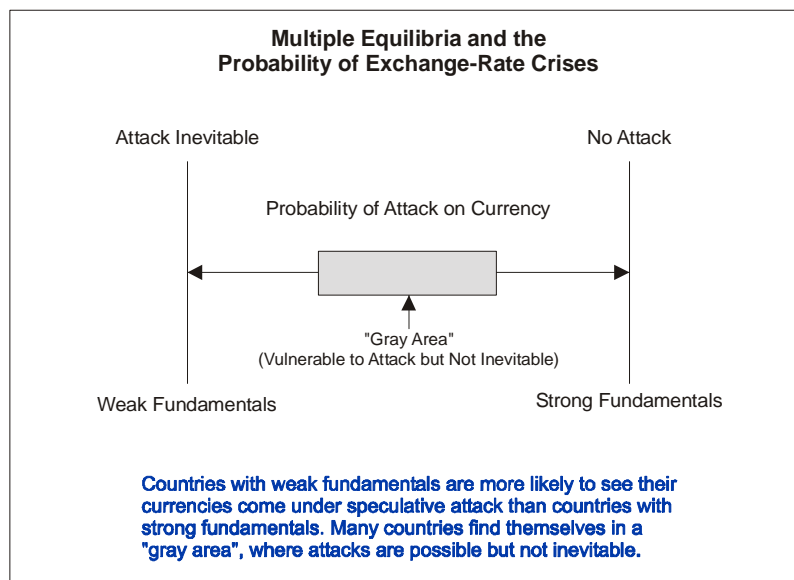 Multiple Equilibria and the
Probability of Exchange-Rate Crises
Attack Inevitable
No Attack
Probability of Attack on Currency
"Gray Area"
(Vulnerable to Attack but Not Inevitable)
Weak Fundamentals
Strong Fundamentals
Countries with weak fundamentals are more likely to see their
currencies come under speculative attack than countries with
strong fundamentals. Many countries find themselves in a
"gray area", where attacks are possible but not inevitable.